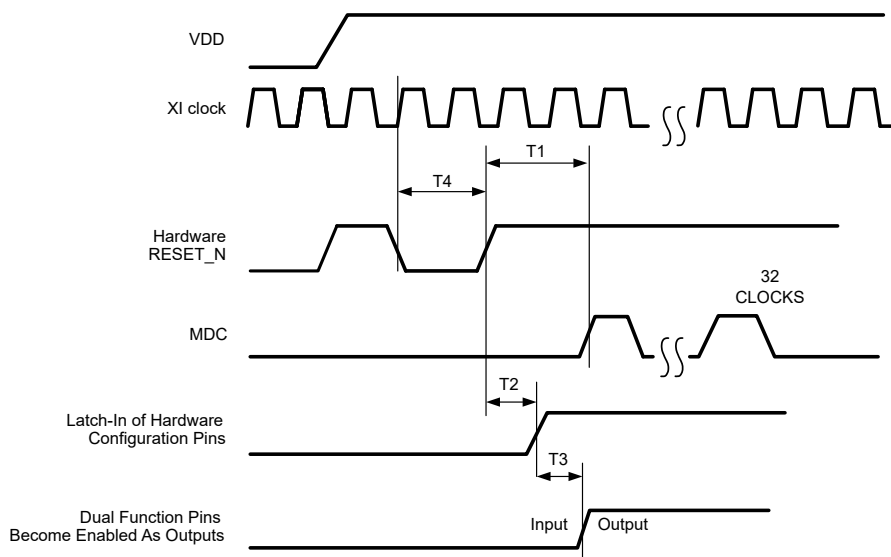 VDD
XI clock
T1
T4
Hardware
RESET_N
32
CLOCKS
MDC
T2
Latch-In of Hardware
Configuration Pins
T3
Dual Function Pins
Become Enabled As Outputs
Input
Output